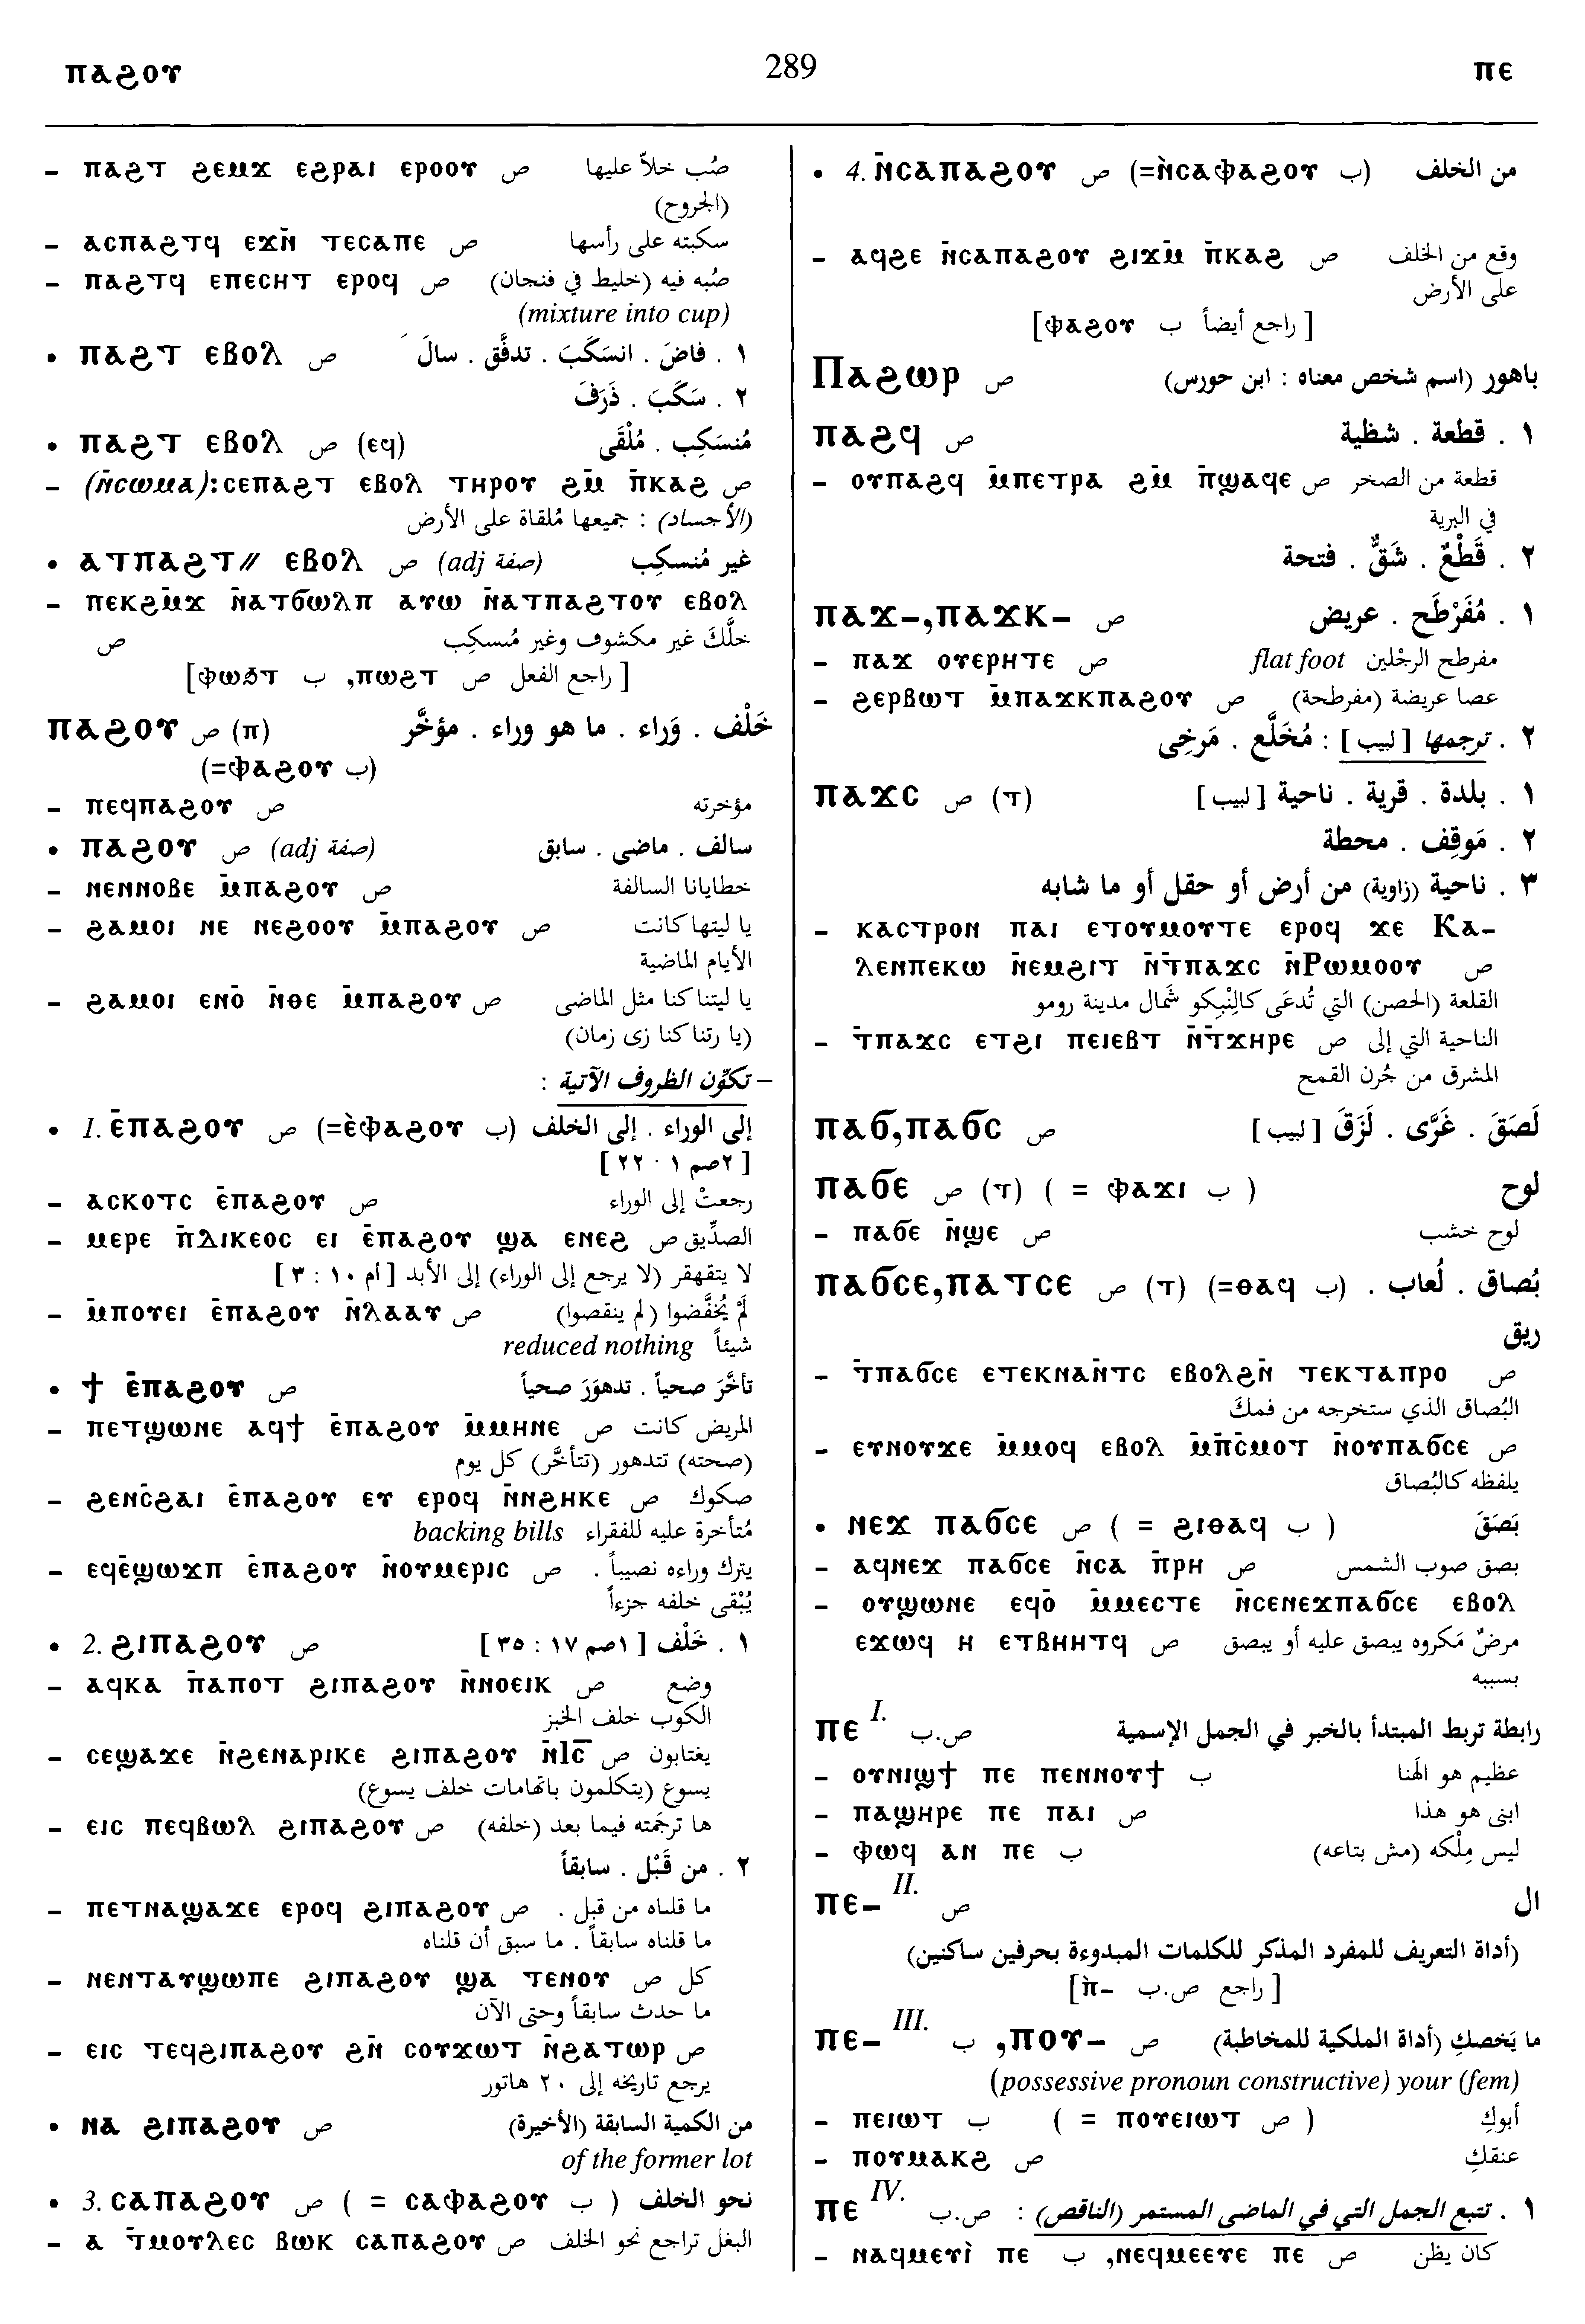 ⲡⲁϩⲟⲩ 289 ⲡⲉ
– ⲡⲁϩⲧ ϩⲉⲙϫ ⲉϩⲣⲁⲓ ⲉⲣⲟⲟⲩ ص صُب خلاًّ عليها
(الجروح)
– ⲁⲥⲡⲁϩⲧϥ ⲉϫⲛ̄ ⲧⲉⲥⲁⲡⲉ ص سكبته على رأسها
– ⲡⲁϩⲧϥ ⲉⲡⲉⲥⲏⲧ ⲉⲣⲟϥ ص صُبه فيه (خليط في فنجان)
(mixture into cup)
• ⲡⲁϩⲧ ⲉⲃⲟⲗ ص ١ . فاضَ . انسَكَبَ . تدفَّق . سالَ
٢ . سَكَبَ . ذَرَفَ
• ⲡⲁϩⲧ ⲉⲃⲟⲗ ص (ⲉϥ) مُنسَكِب . مُلْقَى
– (ⲛ̄ⲥⲱⲙⲁ):ⲥⲉⲡⲁϩⲧ ⲉⲃⲟⲗ ⲧⲏⲣⲟⲩ ϩⲙ̄ ⲡ̄ⲕⲁϩ ص
(الأجساد) : جميعها مُلقاة على الأرض
• ⲁⲧⲡⲁϩⲧ// ⲉⲃⲟⲗ ص (adj صفة) غير مُنسكِب
– ⲡⲉⲕϩⲙ̄ϫ ⲛ̄ⲁⲧϭⲱⲗⲡ ⲁⲩⲱ ⲛ̄ⲁⲧⲡⲁϩⲧⲟⲩ ⲉⲃⲟⲗ
ص خلَّكَ غير مكشوف وغير مُنسكِب
[ راجع الفعل ص ⲡⲱϩⲧ, ب ⲫⲱϧⲧ]
ⲡⲁϩⲟⲩ ص (ⲡ) خَلْف . وَراء . ما هو وراء . مؤخَّر
(=ⲫⲁϩⲟⲩ ب)
– ⲡⲉϥⲡⲁϩⲟⲩ ص مؤخرته
• ⲡⲁϩⲟⲩ ص (adj صفة) سالف . ماضى . سابق
– ⲛⲉⲛⲛⲟⲃⲉ ⲙ̄ⲡⲁϩⲟⲩ ص خطايانا السالفة
– ϩⲁⲙⲟⲓ ⲛⲉ ⲛⲉϩⲟⲟⲩ ⲙ̄ⲡⲁϩⲟⲩ ص يا ليتها كانت
الأيام الماضية
– ϩⲁⲙⲟⲓ ⲉⲛⲟ̄ ⲛ̄ⲑⲉ ⲙ̄ⲡⲁϩⲟⲩ ص يا ليتنا كنا مثل الماضى
(يا رتنا كنا زى زمان)
– تكوِّن الظروف الآتية :
• 1. ⲉ̄ⲡⲁϩⲟⲩ ص (=ⲉ̀ⲫⲁϩⲟⲩ ب) إلى الوراء . إلى الخلف
[ ٢صم ١ ٠ ٢٢ ]
– ⲁⲥⲕⲟⲧⲥ ⲉ̄ⲡⲁϩⲟⲩ ص رجعتْ إلى الوراء
– ⲙⲉⲣⲉ ⲡ̄ⲇⲓⲕⲉⲟⲥ ⲉⲓ ⲉ̄ⲡⲁϩⲟⲩ ϣⲁ ⲉⲛⲉϩ ص الصدِّيق
لا يتقهقر (لا يرجع إلى الوراء) إلى الأبد [ أم ١٠ : ٣ ]
– ⲙ̄ⲡⲟⲩⲉⲓ ⲉ̄ⲡⲁϩⲟⲩ ⲛ̄ⲗⲁⲁⲩ ص لَمْ يُخفَّضوا (لم ينقصوا)
شيئاً reduced nothing
• ϯ ⲉ̄ⲡⲁϩⲟⲩ ص تأخَّرَ صحياً . تدهوَرَ صحياً
– ⲡⲉⲧϣⲱⲛⲉ ⲁϥϯ ⲉ̄ⲡⲁϩⲟⲩ ⲙ̄ⲙⲏⲛⲉ ص المريض كانت
(صحته) تتدهور (تتأخَّر) كل يوم
– ϩⲉⲛⲥ̄ϩⲁⲓ ⲉ̄ⲡⲁϩⲟⲩ ⲉⲩ ⲉⲣⲟϥ ⲛ̄ⲛϩⲏⲕⲉ ص صكوك
مُتأخرة عليه للفقراء backing bills
– ⲉϥⲉ̄ϣⲱϫⲡ ⲉ̄ⲡⲁϩⲟⲩ ⲛ̄ⲟⲩⲙⲉⲣⲓⲥ ص يترك وراءه نصيباً .
يُبْقى خلفه جزءاً
• 2. ϩⲓⲡⲁϩⲟⲩ ص ١ . خَلْف [ ١صم ١٧ : ٣٥ ]
– ⲁϥⲕⲁ ⲡ̄ⲁⲡⲟⲧ ϩⲓⲡⲁϩⲟⲩ ⲛ̄ⲛⲟⲉⲓⲕ ص وضع
الكوب خلف الخبز
– ⲥⲉϣⲁϫⲉ ⲛ̄ϩⲉⲛⲁⲣⲓⲕⲉ ϩⲓⲡⲁϩⲟⲩ ⲛ̄ⲓⲥ̄ ص يغتابون
يسوع (يتكلمون باتهامات خلف يسوع)
– ⲉⲓⲥ ⲡⲉϥⲃⲱⲗ ϩⲓⲡⲁϩⲟⲩ ص ها ترجَمته فيما بعد (خلفه)
٢ . من قَبْل . سابقاً
– ⲡⲉⲧⲛⲁϣⲁϫⲉ ⲉⲣⲟϥ ϩⲓⲡⲁϩⲟⲩ ص ما قلناه من قبل .
ما قلناه سابقاً . ما سبق أن قلناه
– ⲛⲉⲛⲧⲁⲩϣⲱⲡⲉ ϩⲓⲡⲁϩⲟⲩ ϣⲁ ⲧⲉⲛⲟⲩ ص كل
ما حدث سابقاً وحتى الآن
– ⲉⲓⲥ ⲧⲉϥϩⲓⲡⲁϩⲟⲩ ϩⲛ̄ ⲥⲟⲩϫⲱⲧ ⲛ̄ϩⲁⲧⲱⲣ ص
يرجع تاريخه إلى ٢٠ هاتور
• ⲛⲁ ϩⲓⲡⲁϩⲟⲩ ص من الكمية السابقة (الأخيرة)
of the former lot
• 3. ⲥⲁⲡⲁϩⲟⲩ ص ( = ⲥⲁⲫⲁϩⲟⲩ ب ) نحو الخلف
– ⲁ ⲧ̄ⲙⲟⲩⲗⲉⲥ ⲃⲱⲕ ⲥⲁⲡⲁϩⲟⲩ ص البغل تراجع نحو الخلف
• 4. ⲛ̄ⲥⲁⲡⲁϩⲟⲩ ص (=ⲛ̀ⲥⲁⲫⲁϩⲟⲩ ب) من الخلف
– ⲁϥϩⲉ ⲛ̄ⲥⲁⲡⲁϩⲟⲩ ϩⲓϫⲙ̄ ⲡ̄ⲕⲁϩ ص وقع من الخلف
على الأرض
[ راجع أيضاً ب ⲫⲁϩⲟⲩ]
Ⲡⲁϩⲱⲣ ص باهور (اسم شخص معناه : ابن حورس)
ⲡⲁϩϥ ص ١ . قطعة . شظية
– ⲟⲩⲡⲁϩϥ ⲙ̄ⲡⲉⲧⲣⲁ ϩⲙ̄ ⲡ̄ϣⲁϥⲉ ص قطعة من الصخر
في البرية
٢ . قَطْعٌ . شَقٌّ . فتحة
ⲡⲁϫ-,ⲡⲁϫⲕ- ص ١ . مُفَرْطَح . عريض
– ⲡⲁϫ ⲟⲩⲉⲣⲏⲧⲉ ص مفرطح الرجْلين flat foot
– ϩⲉⲣⲃⲱⲧ ⲙ̄ⲡⲁϫⲕⲡⲁϩⲟⲩ ص عصا عريضة (مفرطحة)
٢ . ترجمها [ لبيب ] : مُخَلَّع . مَرخِى
ⲡⲁϫⲥ ص (ⲧ) ١ . بلدة . قرية . ناحية [ لبيب ]
٢ . مَوقِف . محطة
٣ . ناحية (زاوية) من أرض أو حقل أو ما شابه
– ⲕⲁⲥⲧⲣⲟⲛ ⲡⲁⲓ ⲉⲧⲟⲩⲙⲟⲩⲧⲉ ⲉⲣⲟϥ ϫⲉ Ⲕⲁ-
ⲗⲉⲛⲡⲉⲕⲱ ⲛ̄ⲉⲙϩⲓⲧ ⲛ̄ⲧ̄ⲡⲁϫⲥ ⲛ̄Ⲣⲱⲙⲟⲟⲩ ص
القلعة (الحصن) التي تُدعَى كالِنْبِكو شَمال مدينة رومو
– ⲧ̄ⲡⲁϫⲥ ⲉⲧϩⲓ ⲡⲉⲓⲉⲃⲧ ⲛ̄ⲧ̄ϫⲏⲣⲉ ص الناحية التي إلى
المشرق من جُرن القمح
ⲡⲁϭ,ⲡⲁϭⲥ ص لَصَقَ . غَرَّى . لَزَقَ [ لبيب ]
ⲡⲁϭⲉ ص (ⲧ) ( = ⲫⲁϫⲓ ب ) لوح
– ⲡⲁϭⲉ ⲛ̄ϣⲉ ص لوح خشب
ⲡⲁϭⲥⲉ,ⲡⲁⲧⲥⲉ ص (ⲧ) (=ⲑⲁϥ ب) بُصاق . لُعاب .
ريق
– ⲧ̄ⲡⲁϭⲥⲉ ⲉⲧⲉⲕⲛⲁⲛ̄ⲧⲥ ⲉⲃⲟⲗϩⲛ̄ ⲧⲉⲕⲧⲁⲡⲣⲟ ص
البُصاق الذي ستخرجه من فمكَ
– ⲉⲩⲛⲟⲩϫⲉ ⲙ̄ⲙⲟϥ ⲉⲃⲟⲗ ⲙ̄ⲡ̄ⲥ̄ⲙⲟⲧ ⲛ̄ⲟⲩⲡⲁϭⲥⲉ ص
يلفظه كالبُصاق
• ⲛⲉϫ ⲡⲁϭⲥⲉ ص ( = ϩⲓⲑⲁϥ ب ) بَصَقَ
– ⲁϥⲛⲉϫ ⲡⲁϭⲥⲉ ⲛ̄ⲥⲁ ⲡ̄ⲣⲏ ص بصق صوب الشمس
– ⲟⲩϣⲱⲛⲉ ⲉϥⲟ̄ ⲙ̄ⲙⲉⲥⲧⲉ ⲛ̄ⲥⲉⲛⲉϫⲡⲁϭⲥⲉ ⲉⲃⲟⲗ
ⲉϫⲱϥ ⲏ ⲉⲧⲃⲏⲏⲧϥ ص مرضٌ مَكروه يبصق عليه أو يبصق
بسببه
ⲡⲉ I. ص.ب رابطة تربط المبتدأ بالخبر في الجمل الإسمية
– ⲟⲩⲛⲓϣϯ ⲡⲉ ⲡⲉⲛⲛⲟⲩϯ ب عظيم هو الهَنا
– ⲡⲁϣⲏⲣⲉ ⲡⲉ ⲡⲁⲓ ص ابنى هو هذا
– ⲫⲱϥ ⲁⲛ ⲡⲉ ب ليس مِلْكه (مش بتاعه)
ⲡⲉ- II. ص ال
(أداة التعريف للمفرد المذكر للكلمات المبدوءة بحرفين ساكنين)
[ راجع ص.ب ⲡ̀-]
ⲡⲉ- III. ب ,ⲡⲟⲩ- ص ما يَخصكِ (أداة الملكية للمخاطبة)
(possessive pronoun constructive) your (fem)
– ⲡⲉⲓⲱⲧ ب ( = ⲡⲟⲩⲉⲓⲱⲧ ص ) أبوكِ
– ⲡⲟⲩⲙⲁⲕϩ ص عنقكِ
ⲡⲉ IV. ص.ب ١ . تتبع الجمل التي في الماضى المستمر (الناقص) :
– ⲛⲁϥⲙⲉⲩⲓ̀ ⲡⲉ ب ,ⲛⲉϥⲙⲉⲉⲩⲉ ⲡⲉ ص كان يظن